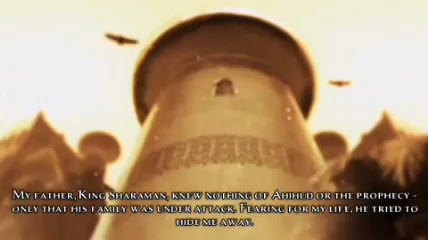 My father, King Sharaman, knew nothing of Ahihud or the prophecy -
only that his family was under attack. Fearing for my life, he tried to
hide me away.